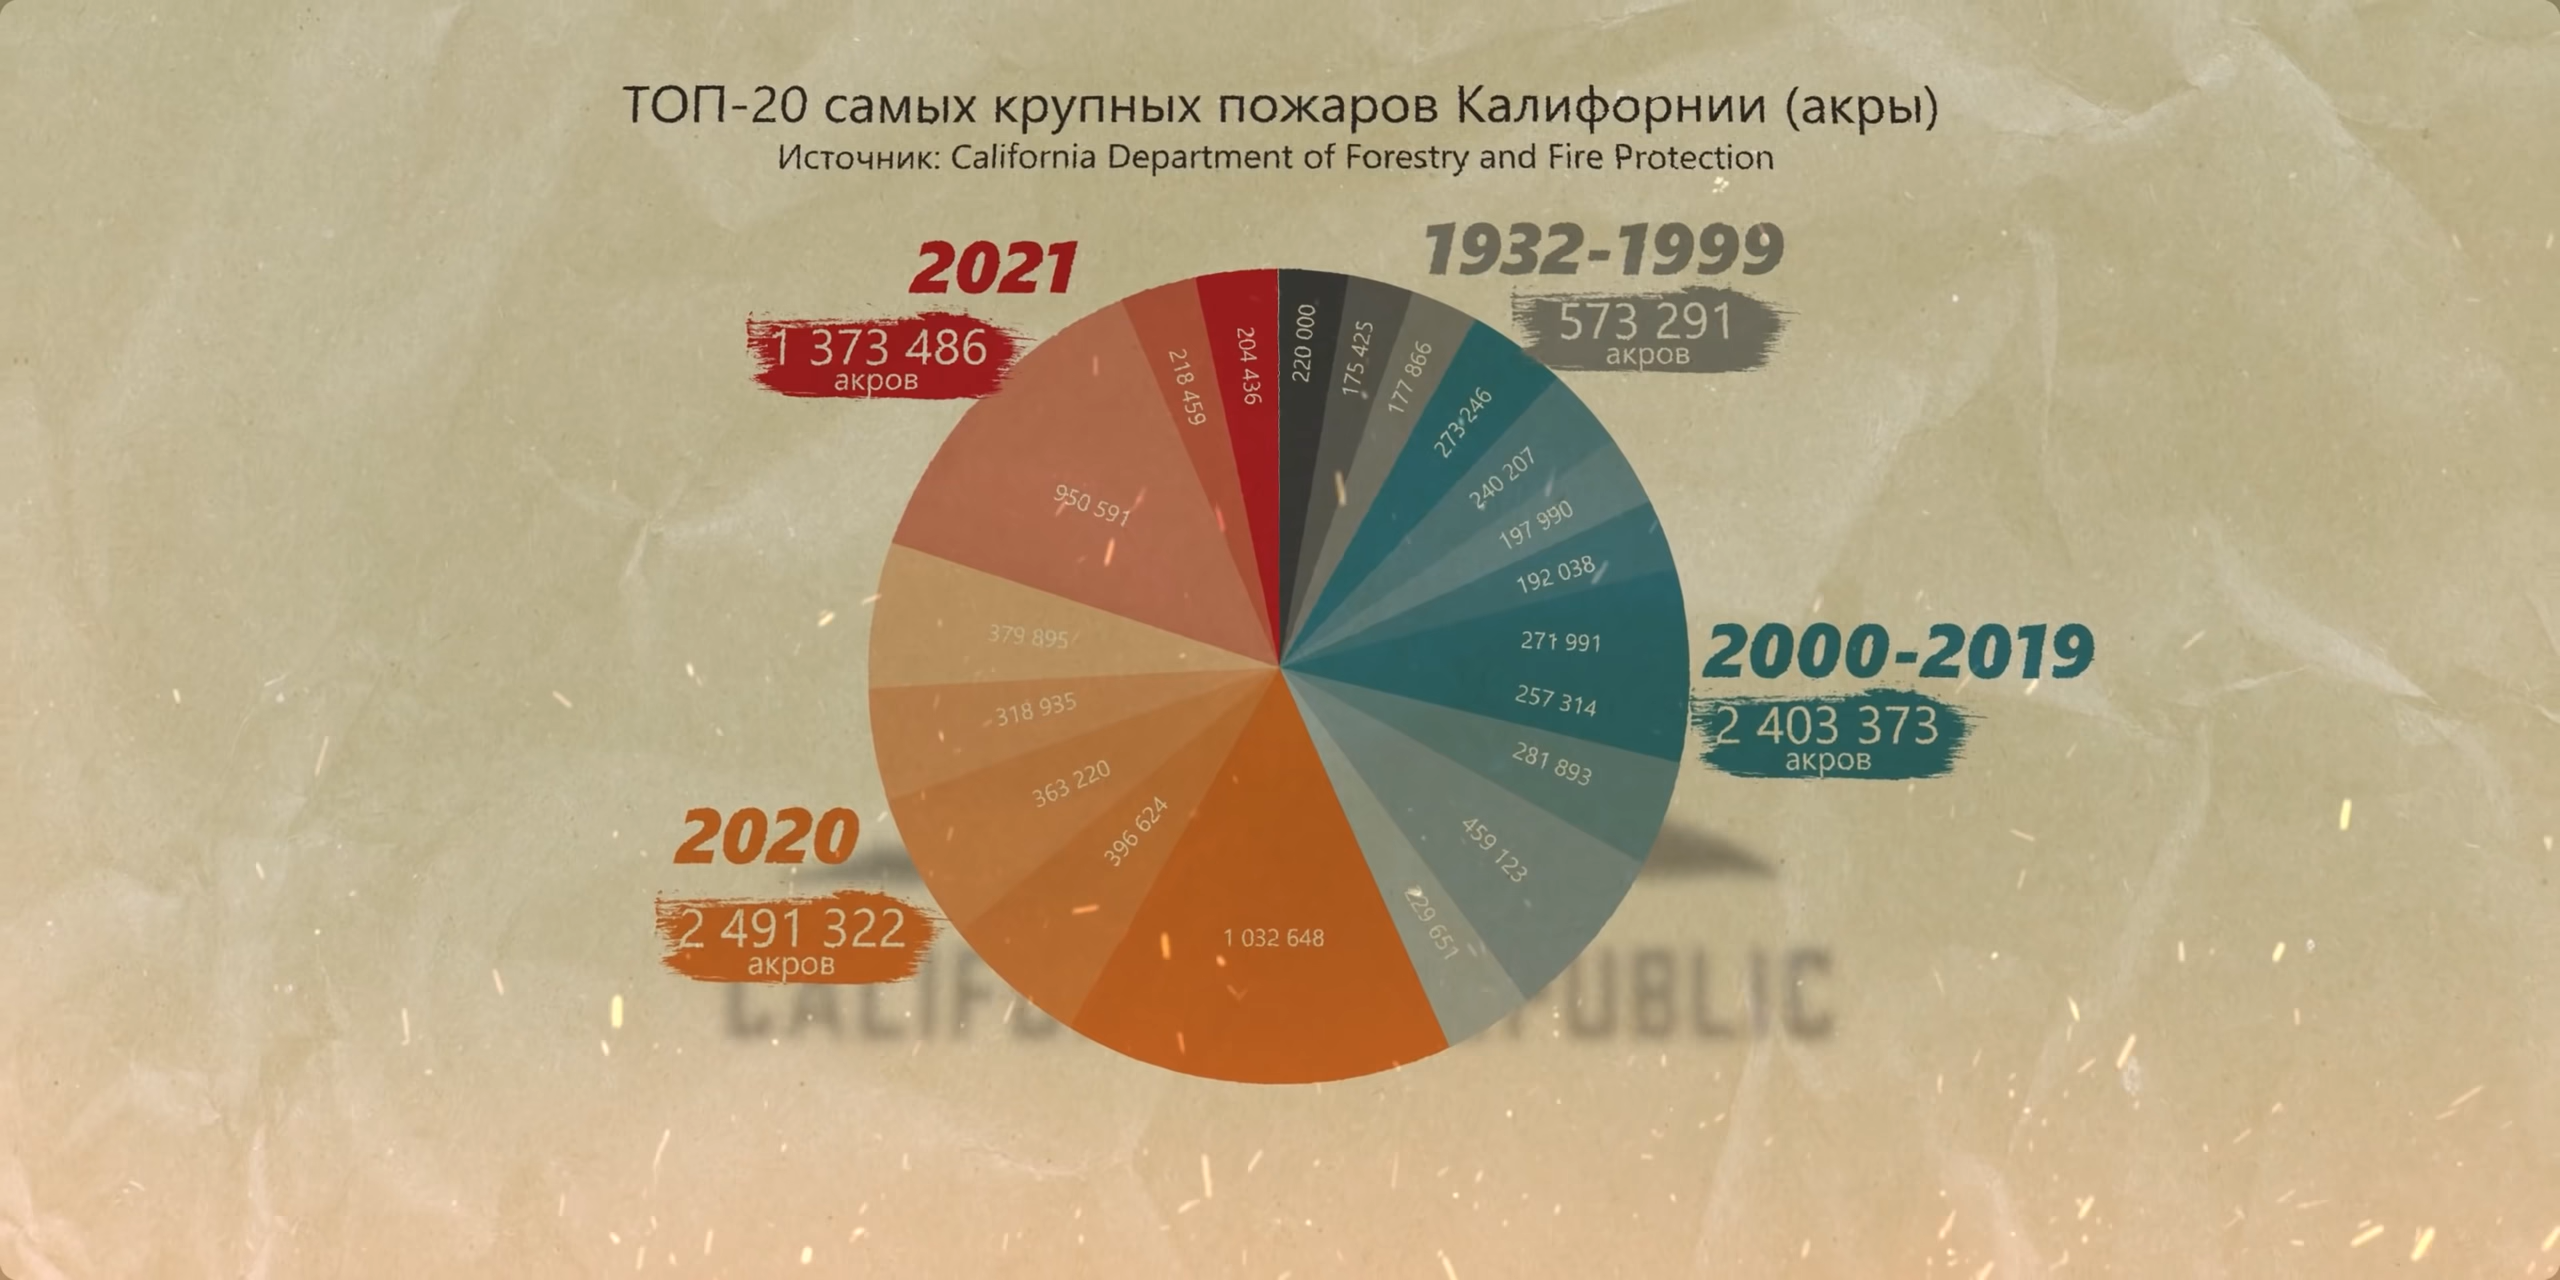 ТОП-20 самых крупных пожаров Калифорнии (акры)
Источник: California Department of Forestry and Fire Protection
2021
1 373 486
акров
1932-1999
573 291
акров
204 436
218 459
950 591
220 000
175 425
177 866
273 246
240 207
197 990
192 038
271 991
257 314
281 893
459 123
229 651
2000-2019
2 403 373
акров
379 895
318 935
363 220
396 624
1 032 648
2020
2 491 322
акров